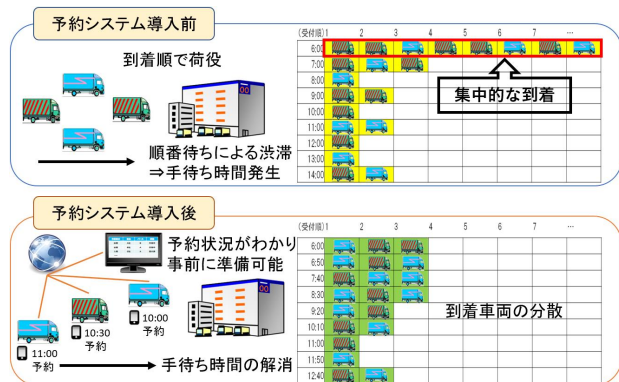 予約システム導入前
到着順で荷役
順番待ちによる渋滞
⇒手待ち時間発生
(受付順) 1 2 3 4 5 6 7 …
6:00
7:00
8:00
9:00
10:00
11:00
12:00
13:00
14:00
集中的な到着
予約システム導入後
予約状況がわかり
事前に準備可能
10:00
予約
10:30
予約
11:00
予約
手待ち時間の解消
(受付順) 1 2 3 4 5 6 7 …
6:00
6:50
7:40
8:30
9:20
10:10
11:00
11:50
12:40
到着車両の分散